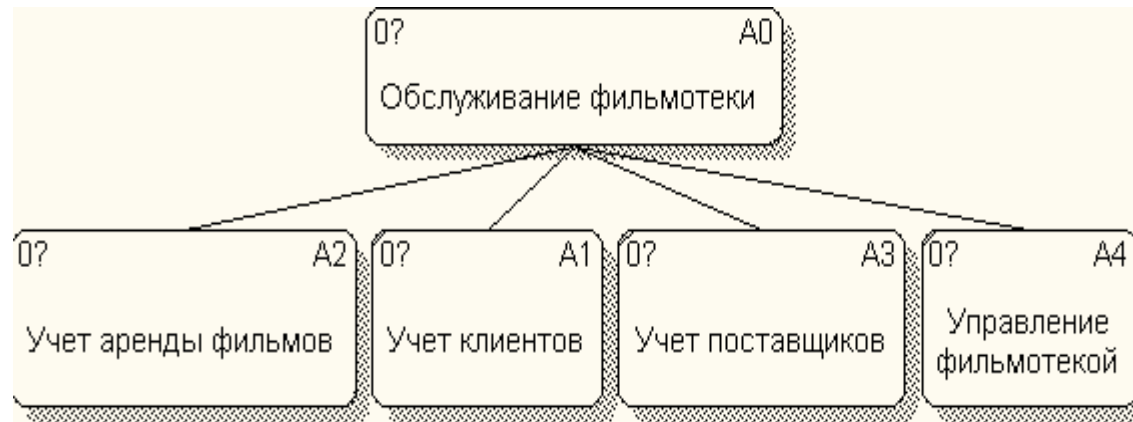 0? A0
Обслуживание фильмотеки
0? A2
Учет аренды фильмов
0? A1
Учет клиентов
0? A3
Учет поставщиков
0? A4
Управление
фильмотекой